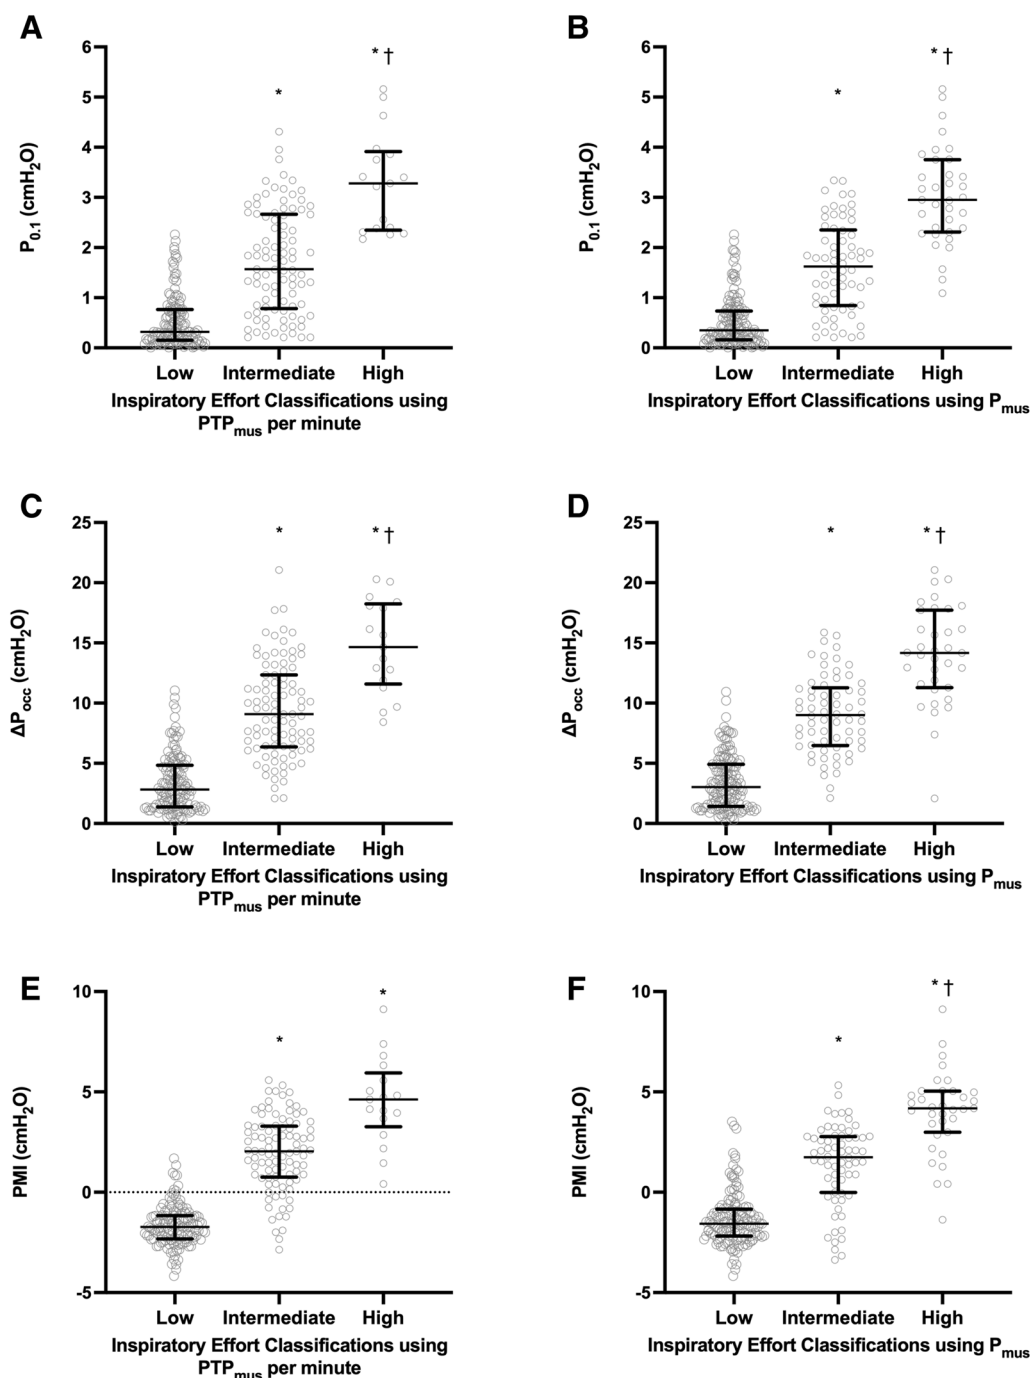 A
6
5
4
3
2
1
0
P0.1 (cmH2O)
*
* †
Low Intermediate High
Inspiratory Effort Classifications using
PTPmus per minute
B
6
5
4
3
2
1
0
P0.1 (cmH2O)
*
* †
Low Intermediate High
Inspiratory Effort Classifications using Pmus
C
25
20
15
10
5
0
ΔPocc (cmH2O)
*
* †
Low Intermediate High
Inspiratory Effort Classifications using
PTPmus per minute
D
25
20
15
10
5
0
ΔPocc (cmH2O)
*
* †
Low Intermediate High
Inspiratory Effort Classifications using Pmus
E
10
5
0
-5
PMI (cmH2O)
*
*
Low Intermediate High
Inspiratory Effort Classifications using
PTPmus per minute
F
10
5
0
-5
PMI (cmH2O)
*
* †
Low Intermediate High
Inspiratory Effort Classifications using Pmus